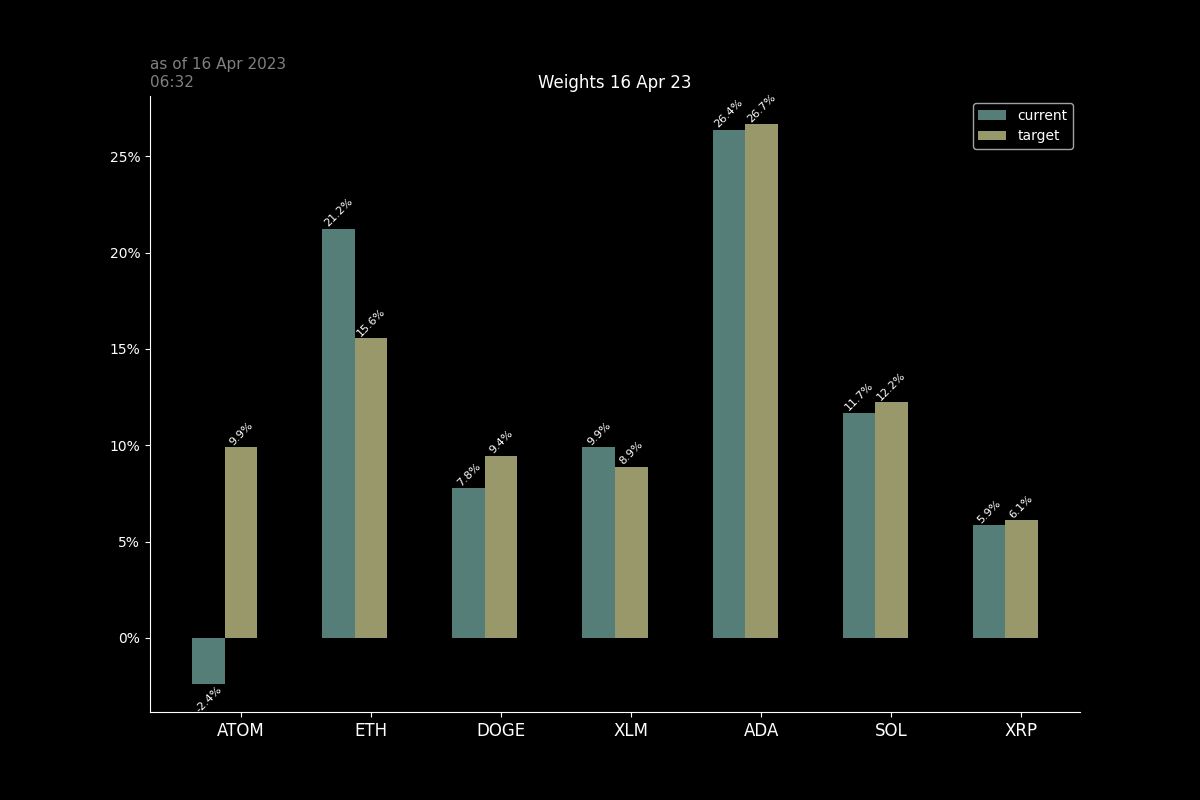 as of 16 Apr 2023
06:32
Weights 16 Apr 23
current
target
25%
20%
15%
10%
5%
0%
-2.4%
9.9%
21.2%
15.6%
7.8%
9.4%
9.9%
8.9%
26.4%
26.7%
11.7%
12.2%
5.9%
6.1%
ATOM
ETH
DOGE
XLM
ADA
SOL
XRP